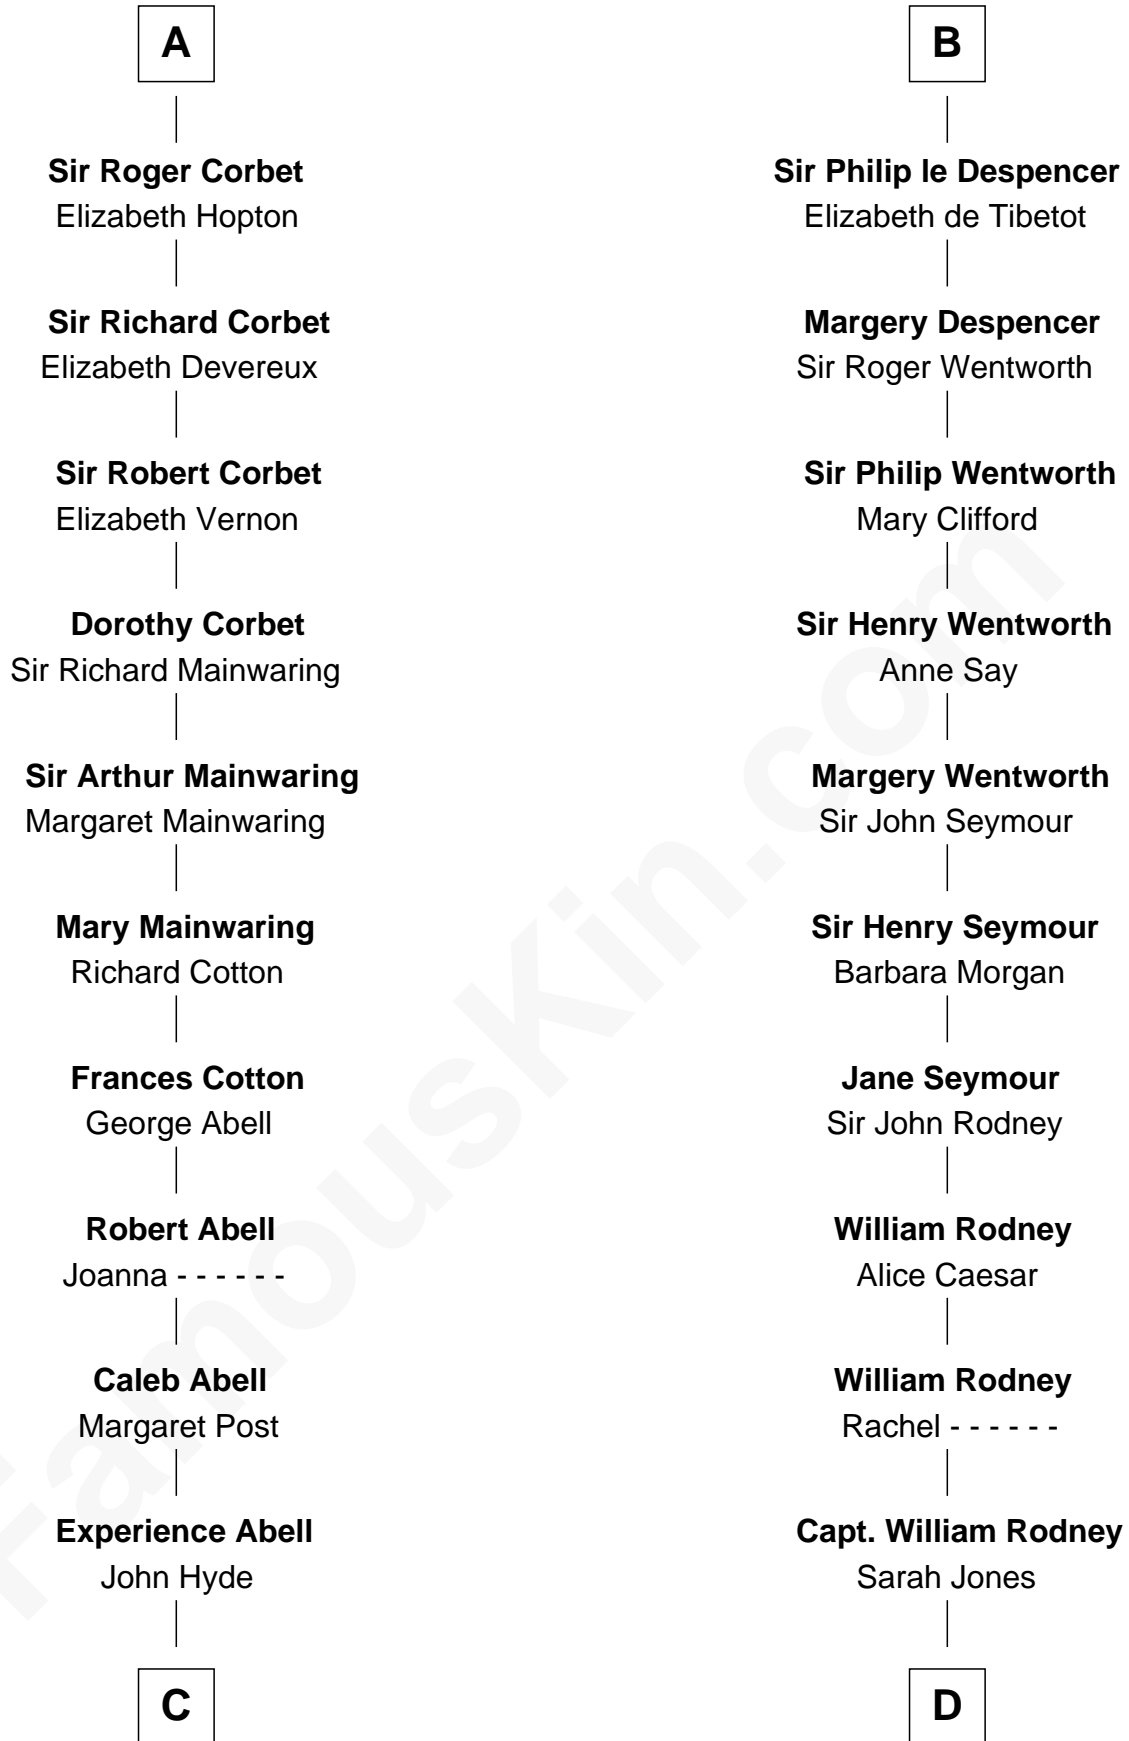 A
Sir Roger Corbet
Elizabeth Hopton
Sir Richard Corbet
Elizabeth Devereux
Sir Robert Corbet
Elizabeth Vernon
Dorothy Corbet
Sir Richard Mainwaring
Sir Arthur Mainwaring
Margaret Mainwaring
Mary Mainwaring
Richard Cotton
Frances Cotton
George Abell
Robert Abell
Joanna - - - - - -
Caleb Abell
Margaret Post
Experience Abell
John Hyde
C
B
Sir Philip le Despencer
Elizabeth de Tibetot
Margery Despencer
Sir Roger Wentworth
Sir Philip Wentworth
Mary Clifford
Sir Henry Wentworth
Anne Say
Margery Wentworth
Sir John Seymour
Sir Henry Seymour
Barbara Morgan
Jane Seymour
Sir John Rodney
William Rodney
Alice Caesar
William Rodney
Rachel - - - - - -
Capt. William Rodney
Sarah Jones
D
FamousKin.com